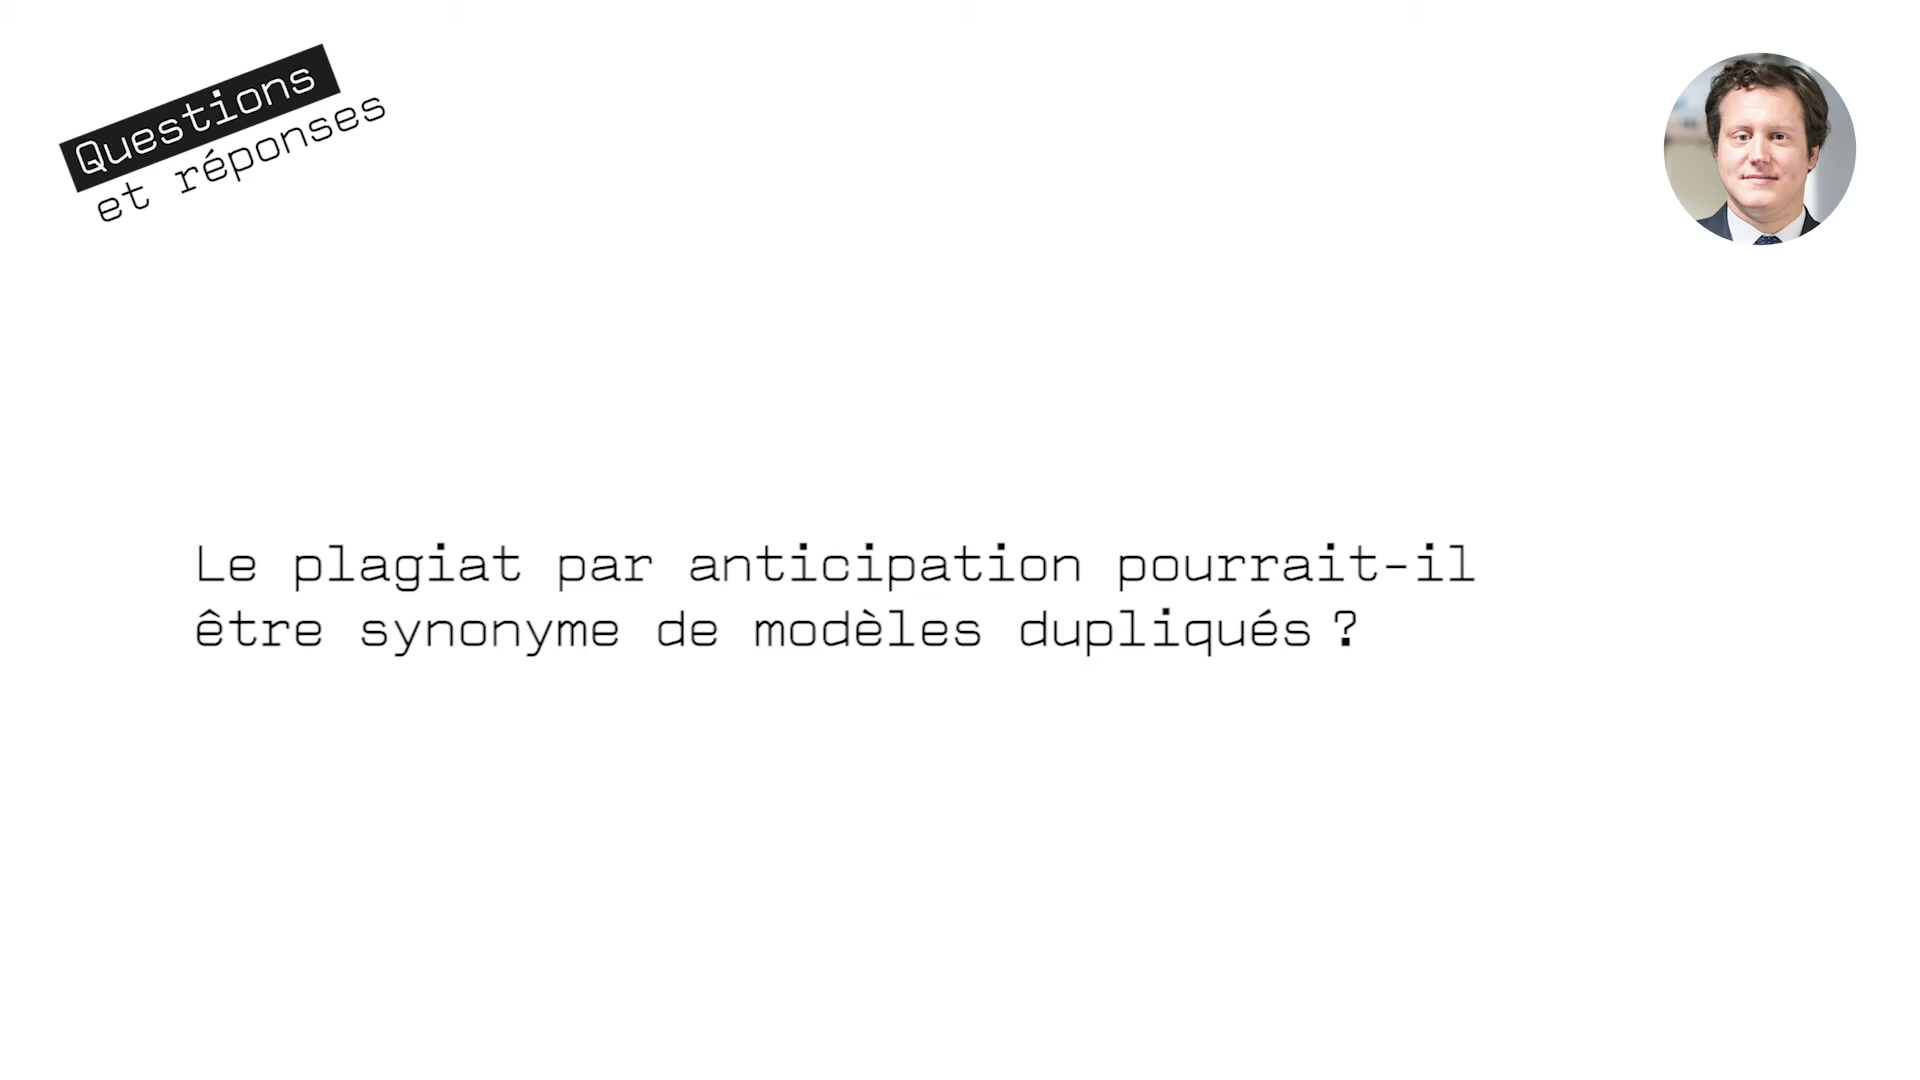 Questions
et réponses
Le plagiat par anticipation pourrait-il
être synonyme de modèles dupliqués ?